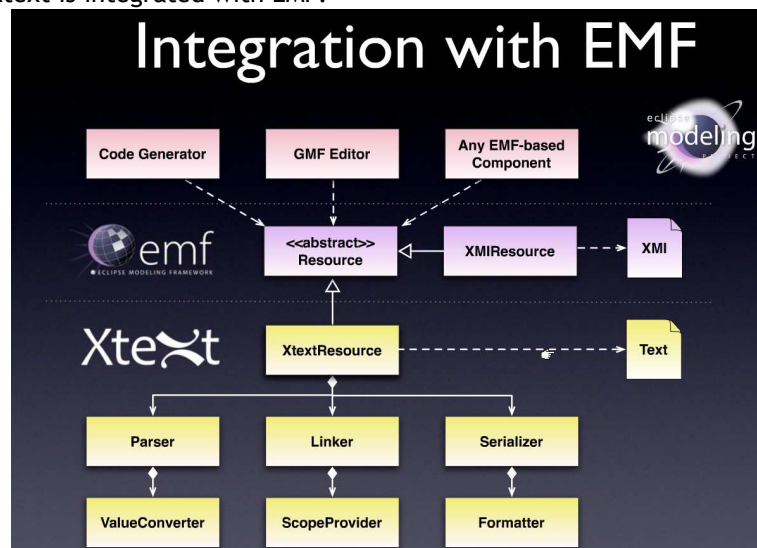 Xtext is integrated with EMF.
Integration with EMF
eclipse
modeling
PROJECT
Code Generator
GMF Editor
Any EMF-based
Component
emf
ECLIPSE MODELING FRAMEWORK
<<abstract>>
Resource
XMIResource
XMI
Xtext
XtextResource
Text
Parser
Linker
Serializer
ValueConverter
ScopeProvider
Formatter